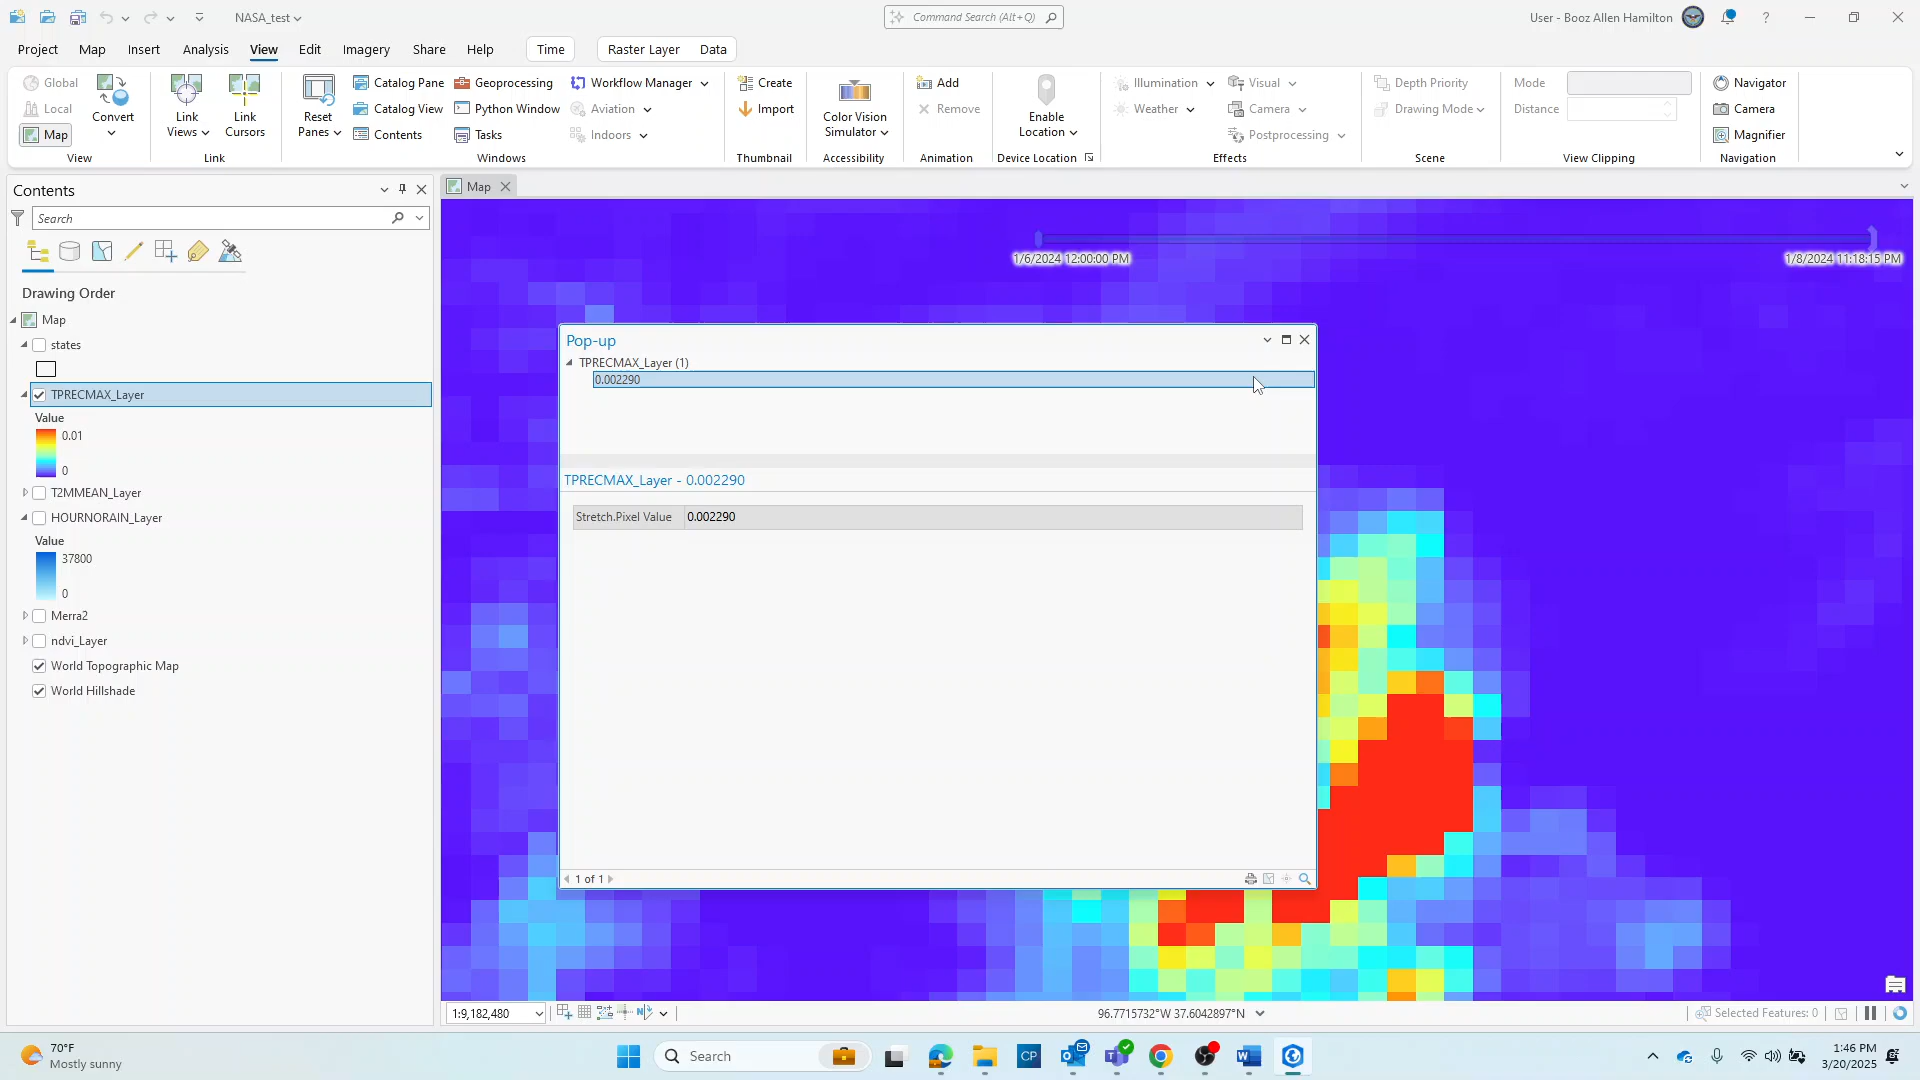 NASA_test
Command Search (Alt+Q)
User - Booz Allen Hamilton
?
Project Map Insert Analysis View Edit Imagery Share Help Time Raster Layer Data
Global
Local
Map
Convert
View
Link Views
Link Cursors
Link
Reset Panes
Catalog Pane
Catalog View
Contents
Geoprocessing
Python Window
Tasks
Workflow Manager
Aviation
Indoors
Windows
Create
Import
Thumbnail
Color Vision Simulator
Accessibility
Add
Remove
Animation
Enable Location
Device Location
Illumination
Weather
Visual
Camera
Postprocessing
Effects
Depth Priority
Drawing Mode
Scene
Mode
Distance
View Clipping
Navigator
Camera
Magnifier
Navigation
Contents
Search
Drawing Order
Map
states
TPRECMAX_Layer
Value
0.01
0
T2MMEAN_Layer
HOURNORAIN_Layer
Value
37800
0
Merra2
ndvi_Layer
World Topographic Map
World Hillshade
Map
1/6/2024 12:00:00 PM
1/8/2024 11:18:15 PM
Pop-up
TPRECMAX_Layer (1)
0.002290
TPRECMAX_Layer - 0.002290
Stretch.Pixel Value 0.002290
1 of 1
1:9,182,480
96.7715732°W 37.6042897°N
Selected Features: 0
70°F
Mostly sunny
Search
CP
1:46 PM
3/20/2025